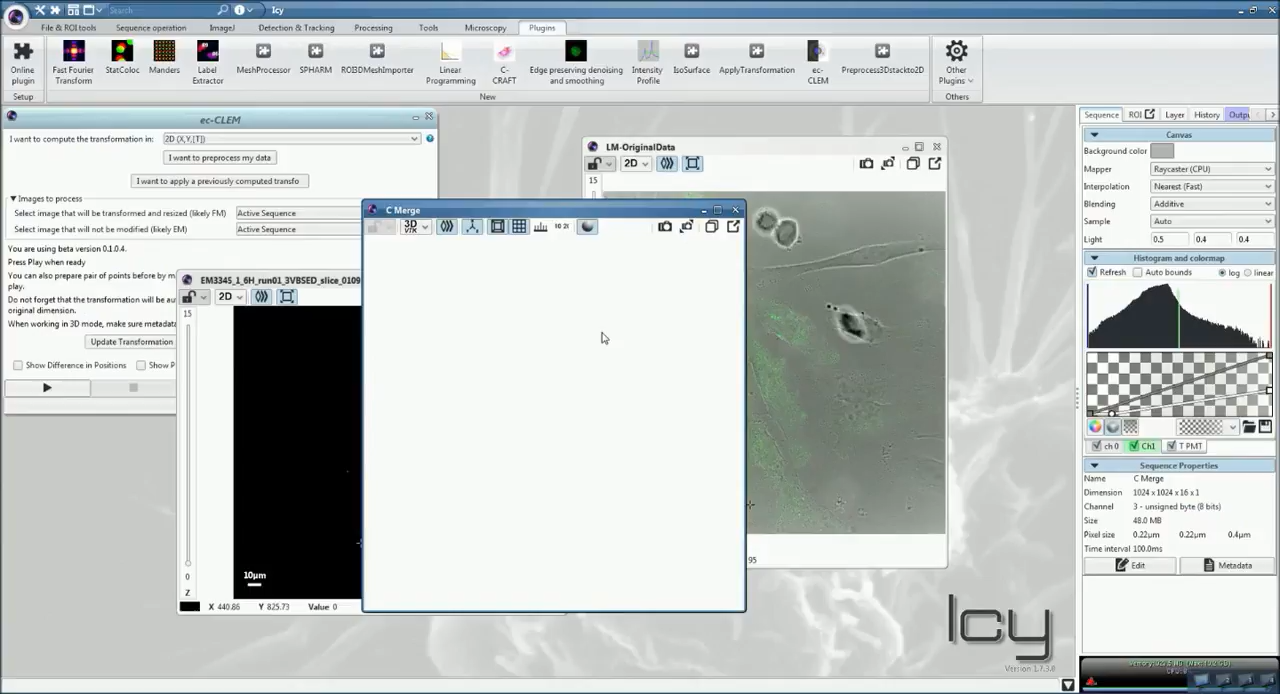 Icy
File & ROI tools
Sequence operation
ImageJ
Detection & Tracking
Processing
Tools
Microscopy
Plugins
Online plugin
Fast Fourier Transform
StatColoc
Manders
Label Extractor
MeshProcessor
SPHARM
ROI3DMeshImporter
Linear Programming
C-CRAFT
Edge preserving denoising and smoothing
Intensity Profile
IsoSurface
ApplyTransformation
ec-CLEM
Preprocess3Dstackto2D
Other Plugins
Setup
New
Others
ec-CLEM
I want to compute the transformation in:
2D (X,Y,[T])
I want to preprocess my data
I want to apply a previously computed transfo
Images to process
Select image that will be transformed and resized (likely FM)
Active Sequence
Select image that will not be modified (likely EM)
Active Sequence
You are using beta version 0.1.0.4.
Press Play when ready
You can also prepare pair of points before by m
play.
Do not forget that the transformation will be au
original dimension.
When working in 3D mode, make sure metadata
Update Transformation
Show Difference in Positions
Show P
EM3345_1_6H_run01_3VBSED_slice_0109
2D
15
0
Z
10μm
X 440.86 Y 825.73 Value 0
C Merge
3D
VTK
LM-OriginalData
2D
15
95
Sequence
ROI
Layer
History
Outp
Canvas
Background color
Mapper
Raycaster (CPU)
Interpolation
Nearest (Fast)
Blending
Additive
Sample
Auto
Light
0.5
0.4
0.4
Histogram and colormap
Refresh
Auto bounds
log
linear
ch 0
Ch1
T PMT
Sequence Properties
Name C Merge
Dimension 1024 x 1024 x 16 x 1
Channel 3 - unsigned byte (8 bits)
Size 48.0 MB
Pixel size 0.22μm 0.22μm 0.4μm
Time interval 100.0ms
Edit
Metadata
Icy
Version 1.7.3.0